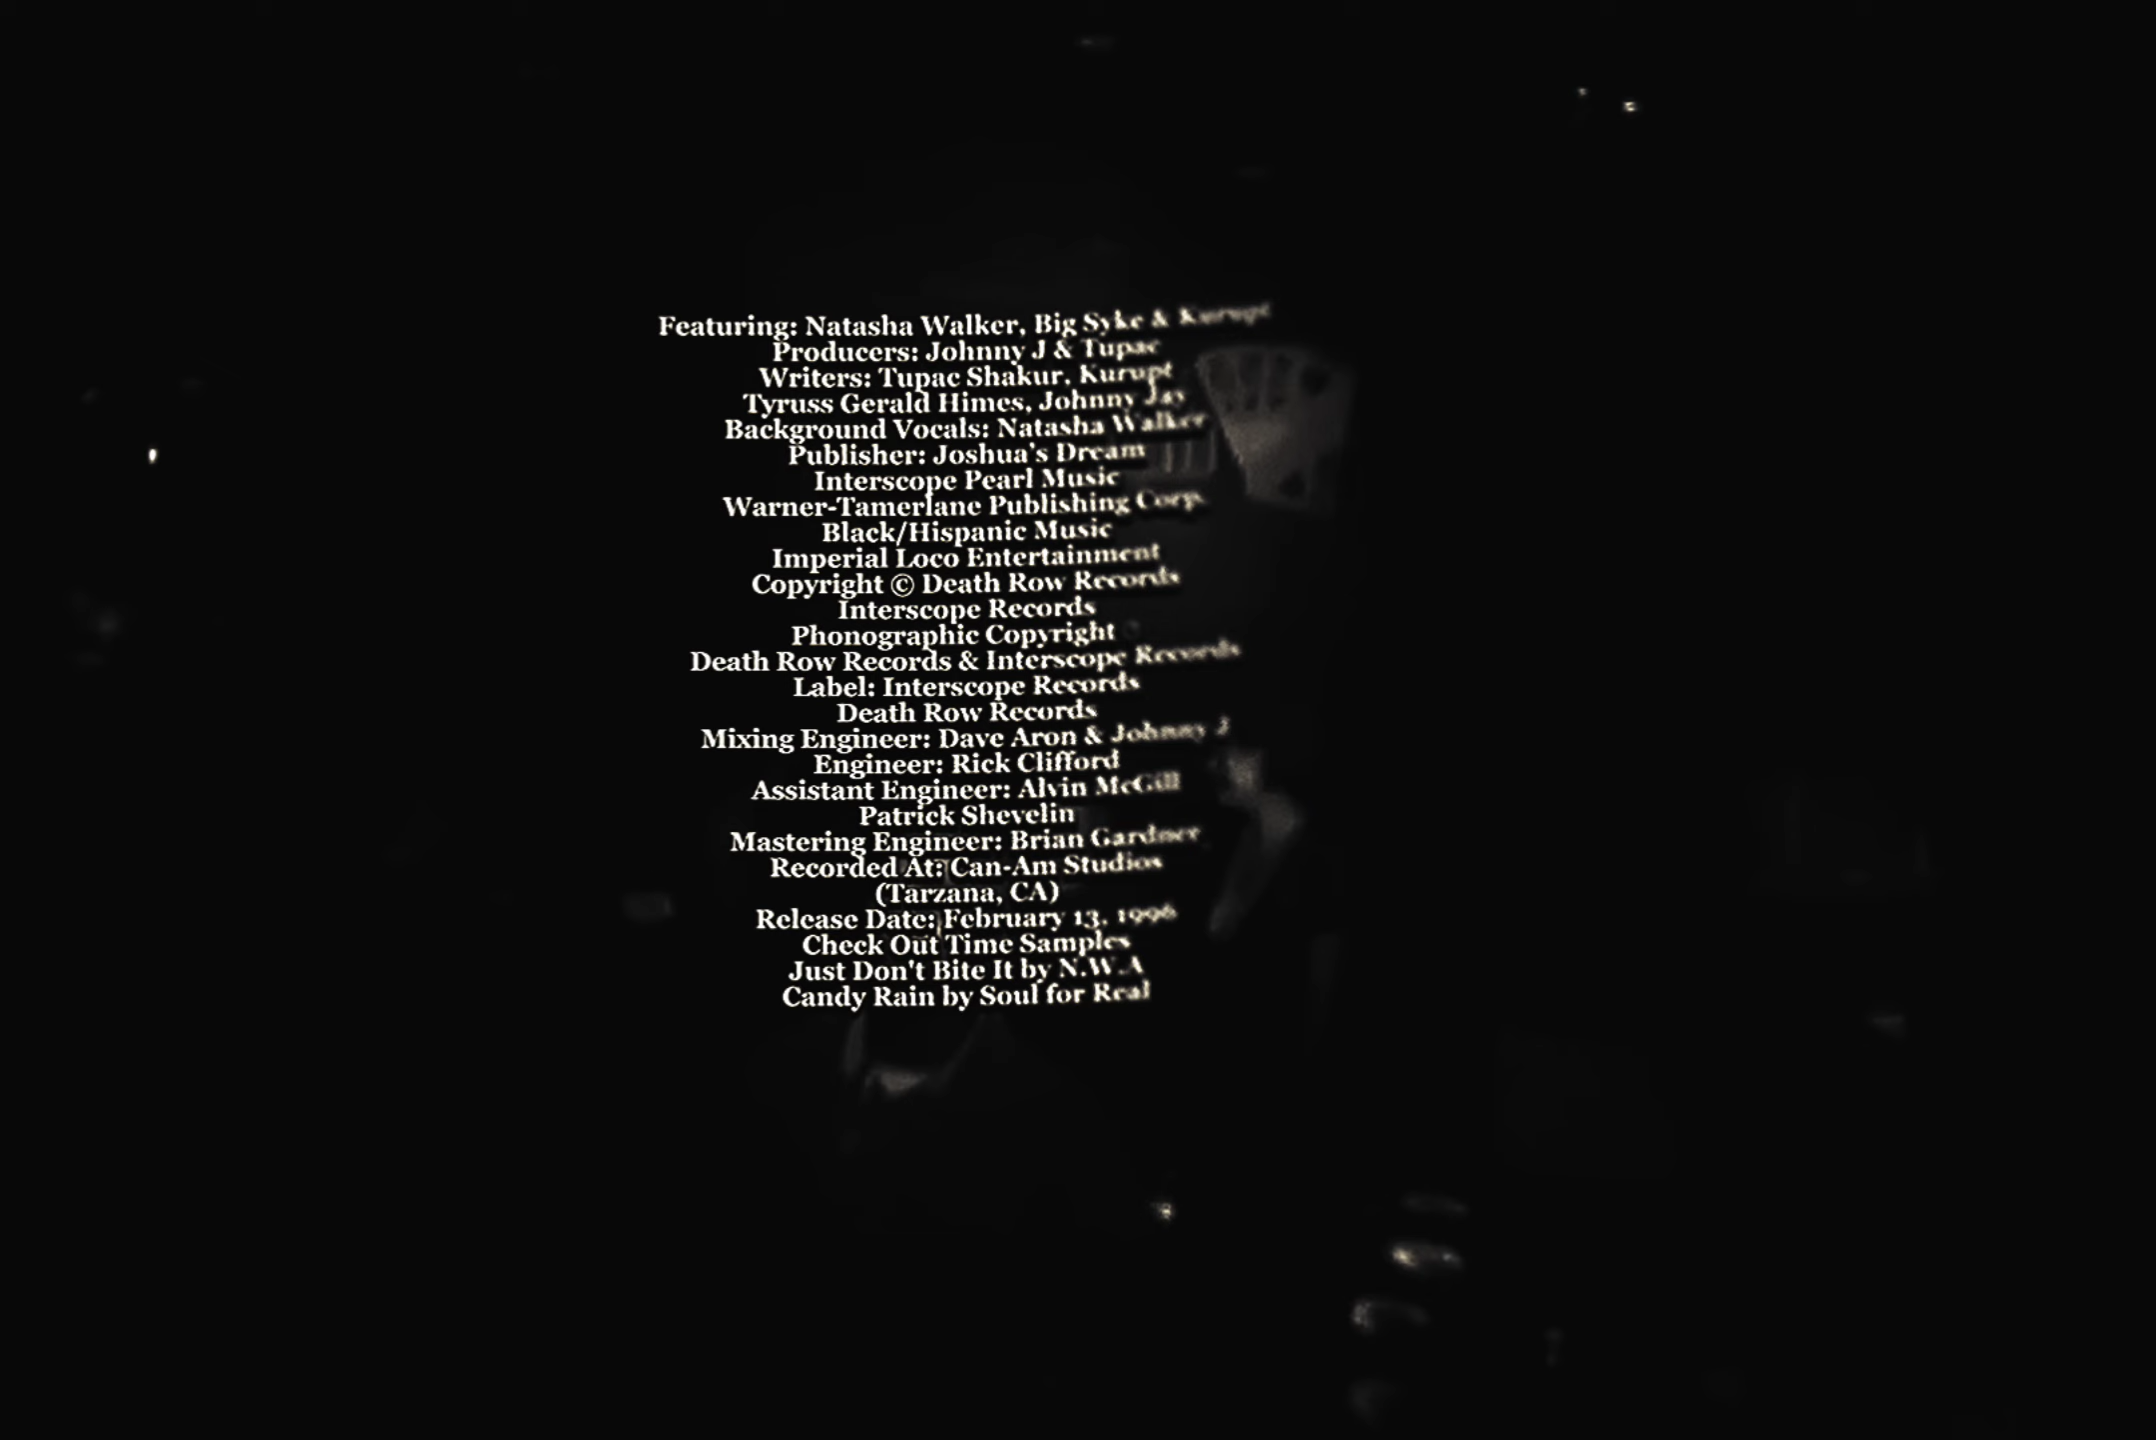 Featuring: Natasha Walker, Big Syke & Kurupt
Producers: Johnny J & Tupac
Writers: Tupac Shakur, Kurupt
Tyruss Gerald Himes, Johnny Jay
Background Vocals: Natasha Walker
Publisher: Joshua's Dream
Interscope Pearl Music
Warner-Tamerlane Publishing Corp.
Black/Hispanic Music
Imperial Loco Entertainment
Copyright © Death Row Records
Interscope Records
Phonographic Copyright
Death Row Records & Interscope Records
Label: Interscope Records
Death Row Records
Mixing Engineer: Dave Aron & Johnny J
Engineer: Rick Clifford
Assistant Engineer: Alvin McGill
Patrick Shevelin
Mastering Engineer: Brian Gardner
Recorded At: Can-Am Studios
(Tarzana, CA)
Release Date: February 13, 1996
Check Out Time Samples
Just Don't Bite It by N.W.A
Candy Rain by Soul for Real